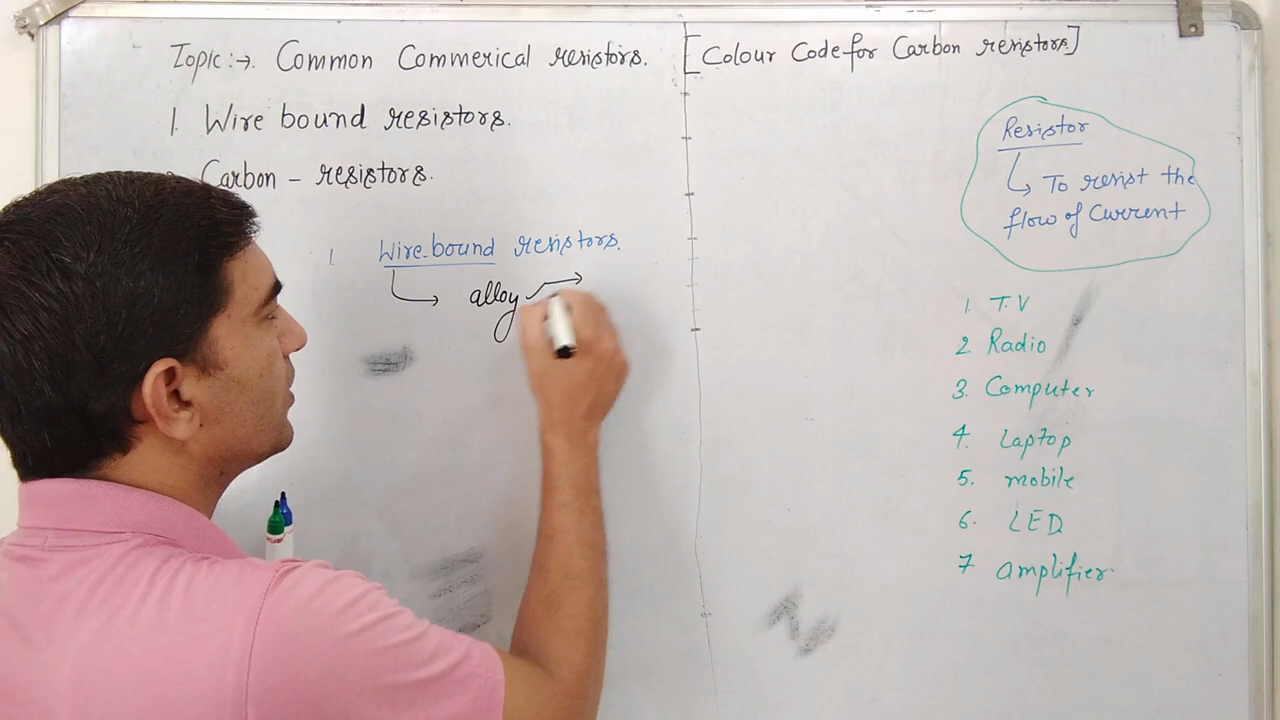 Topic:→. Common Commerical resistors. [Colour Code for Carbon resistors]
1. Wire bound resistors.
Carbon - resistors.
1. Wire-bound resistors.
↳ alloy →
Resistor
↳ To resist the
flow of Current
1. T.V
2. Radio
3. Computer
4. Laptop
5. mobile
6. LED
7 amplifier.